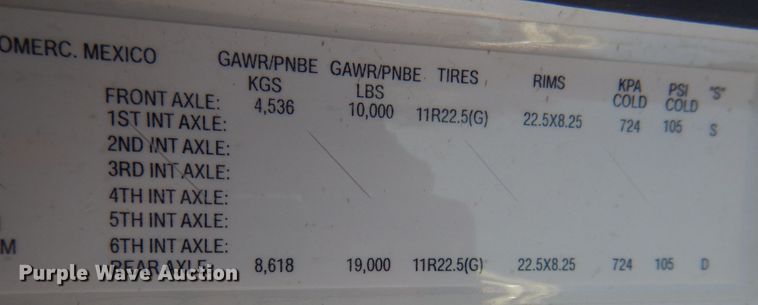 OMERC. MEXICO GAWR/PNBE KGS GAWR/PNBE LBS TIRES RIMS KPA COLD PSI COLD "S"
FRONT AXLE: 4,536 10,000 11R22.5(G) 22.5X8.25 724 105 S
1ST INT AXLE:
2ND INT AXLE:
3RD INT AXLE:
4TH INT AXLE:
5TH INT AXLE:
M 6TH INT AXLE:
REAR AXLE: 8,618 19,000 11R22.5(G) 22.5X8.25 724 105 D
Purple Wave Auction